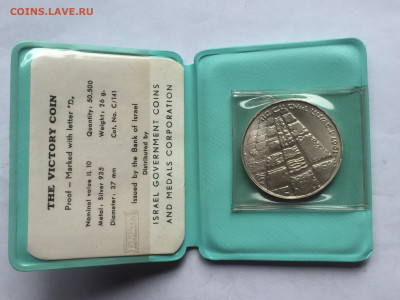 COINS.LAVE.RU
THE VICTORY COIN
Proof — Marked with letter "מ"
Nominal value IL 10 Quantity: 50,500
Metal: Silver 935 Weight: 26 g.
Diameter: 37 mm Cat. No. C/141
Issued by the Bank of Israel
Distributed by
ISRAEL GOVERNMENT COINS
AND MEDALS CORPORATION